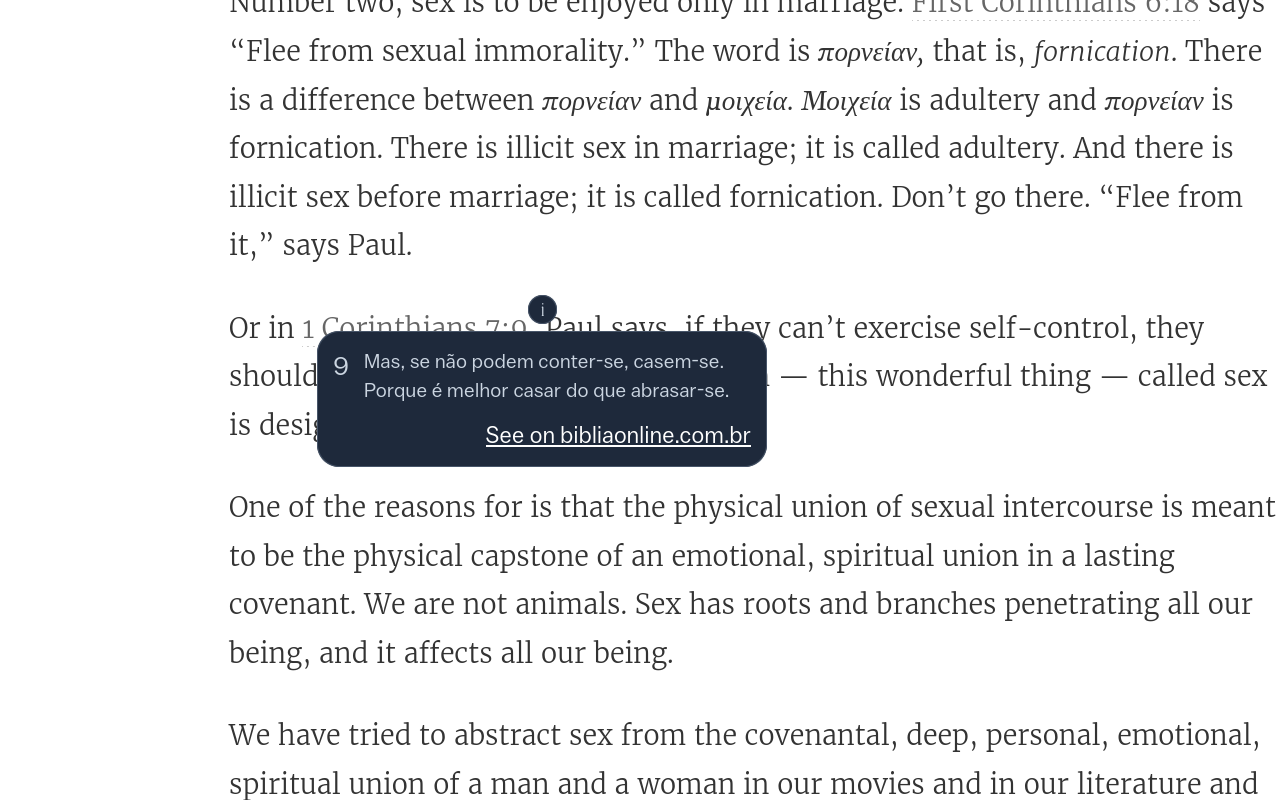 Number two, sex is to be enjoyed only in marriage. First Corinthians 6:18 says
“Flee from sexual immorality.” The word is πορνείαν, that is, fornication. There
is a difference between πορνείαν and μοιχεία. Μοιχεία is adultery and πορνείαν is
fornication. There is illicit sex in marriage; it is called adultery. And there is
illicit sex before marriage; it is called fornication. Don’t go there. “Flee from
it,” says Paul.
i
Or in 1 Corinthians 7:9, Paul says, if they can’t exercise self-control, they
should — this wonderful thing — called sex
is
9 Mas, se não podem conter-se, casem-se.
Porque é melhor casar do que abrasar-se.
See on bibliaonline.com.br
One of the reasons for is that the physical union of sexual intercourse is meant
to be the physical capstone of an emotional, spiritual union in a lasting
covenant. We are not animals. Sex has roots and branches penetrating all our
being, and it affects all our being.
We have tried to abstract sex from the covenantal, deep, personal, emotional,
spiritual union of a man and a woman in our movies and in our literature and